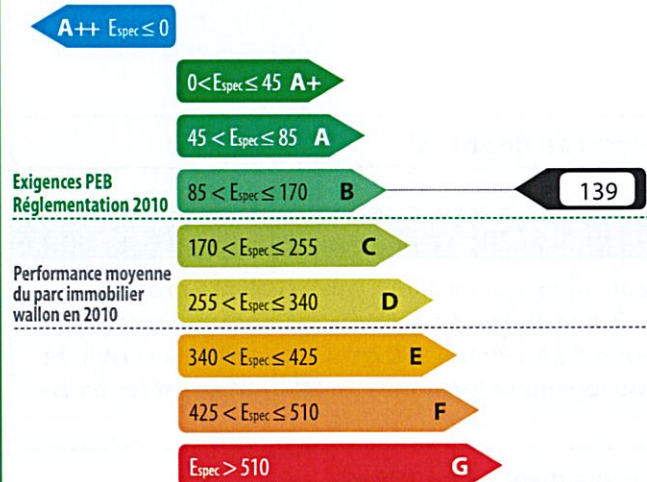 A++ Espec ≤ 0
0 < Espec ≤ 45 A+
45 < Espec ≤ 85 A
Exigences PEB
Réglementation 2010
85 < Espec ≤ 170 B
139
170 < Espec ≤ 255 C
Performance moyenne
du parc immobilier
wallon en 2010
255 < Espec ≤ 340 D
340 < Espec ≤ 425 E
425 < Espec ≤ 510 F
Espec > 510 G